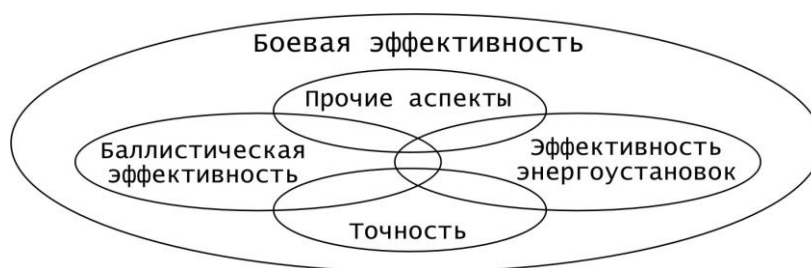 Боевая эффективность
Прочие аспекты
Баллистическая
эффективность
Эффективность
энергоустановок
Точность